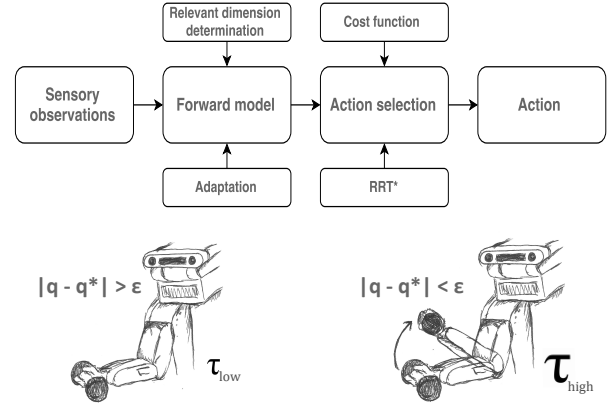 Relevant dimension
determination
Cost function
Sensory
observations
Forward model
Action selection
Action
Adaptation
RRT*
|q - q*| > ε
τlow
|q - q*| < ε
τhigh